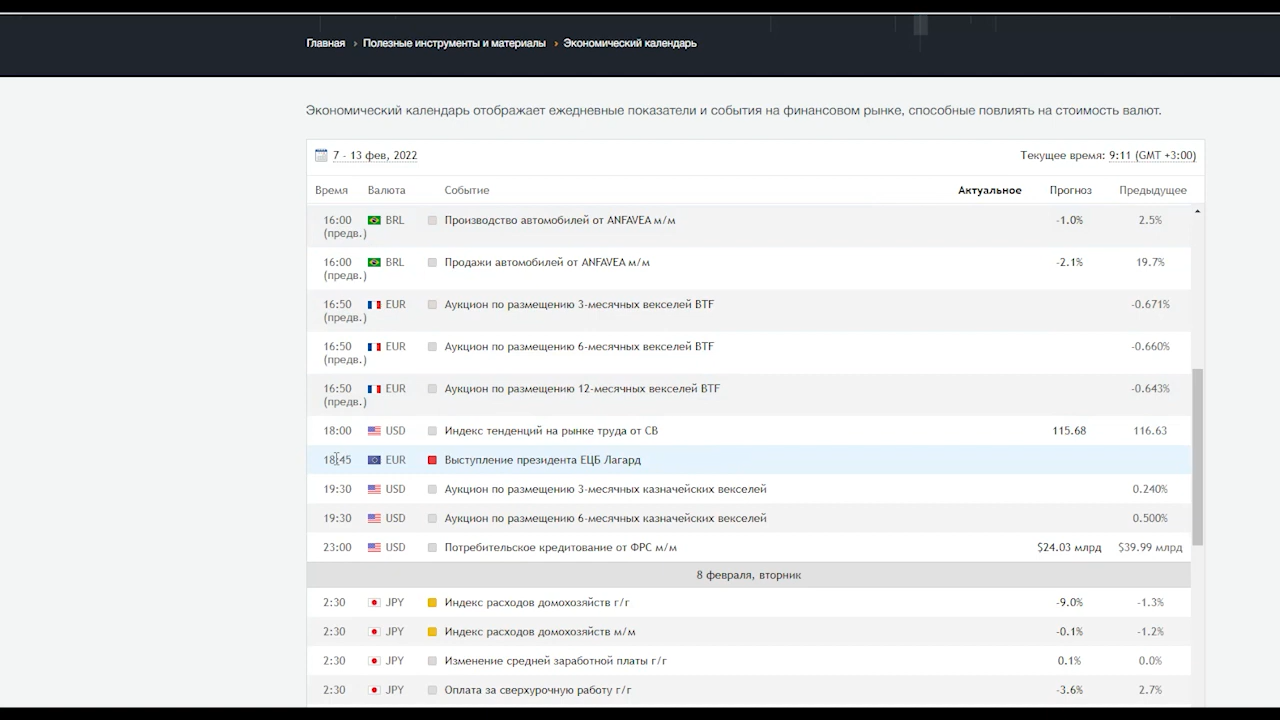 Главная › Полезные инструменты и материалы › Экономический календарь
Экономический календарь отображает ежедневные показатели и события на финансовом рынке, способные повлиять на стоимость валют.
7 - 13 фев, 2022 Текущее время: 9:11 (GMT +3:00)
Время Валюта Событие Актуальное Прогноз Предыдущее
16:00 BRL Производство автомобилей от ANFAVEA м/м -1.0% 2.5%
(предв.)
16:00 BRL Продажи автомобилей от ANFAVEA м/м -2.1% 19.7%
(предв.)
16:50 EUR Аукцион по размещению 3-месячных векселей BTF -0.671%
(предв.)
16:50 EUR Аукцион по размещению 6-месячных векселей BTF -0.660%
(предв.)
16:50 EUR Аукцион по размещению 12-месячных векселей BTF -0.643%
(предв.)
18:00 USD Индекс тенденций на рынке труда от CB 115.68 116.63
18:45 EUR Выступление президента ЕЦБ Лагард
19:30 USD Аукцион по размещению 3-месячных казначейских векселей 0.240%
19:30 USD Аукцион по размещению 6-месячных казначейских векселей 0.500%
23:00 USD Потребительское кредитование от ФРС м/м $24.03 млрд $39.99 млрд
8 февраля, вторник
2:30 JPY Индекс расходов домохозяйств г/г -9.0% -1.3%
2:30 JPY Индекс расходов домохозяйств м/м -0.1% -1.2%
2:30 JPY Изменение средней заработной платы г/г 0.1% 0.0%
2:30 JPY Оплата за сверхурочную работу г/г -3.6% 2.7%